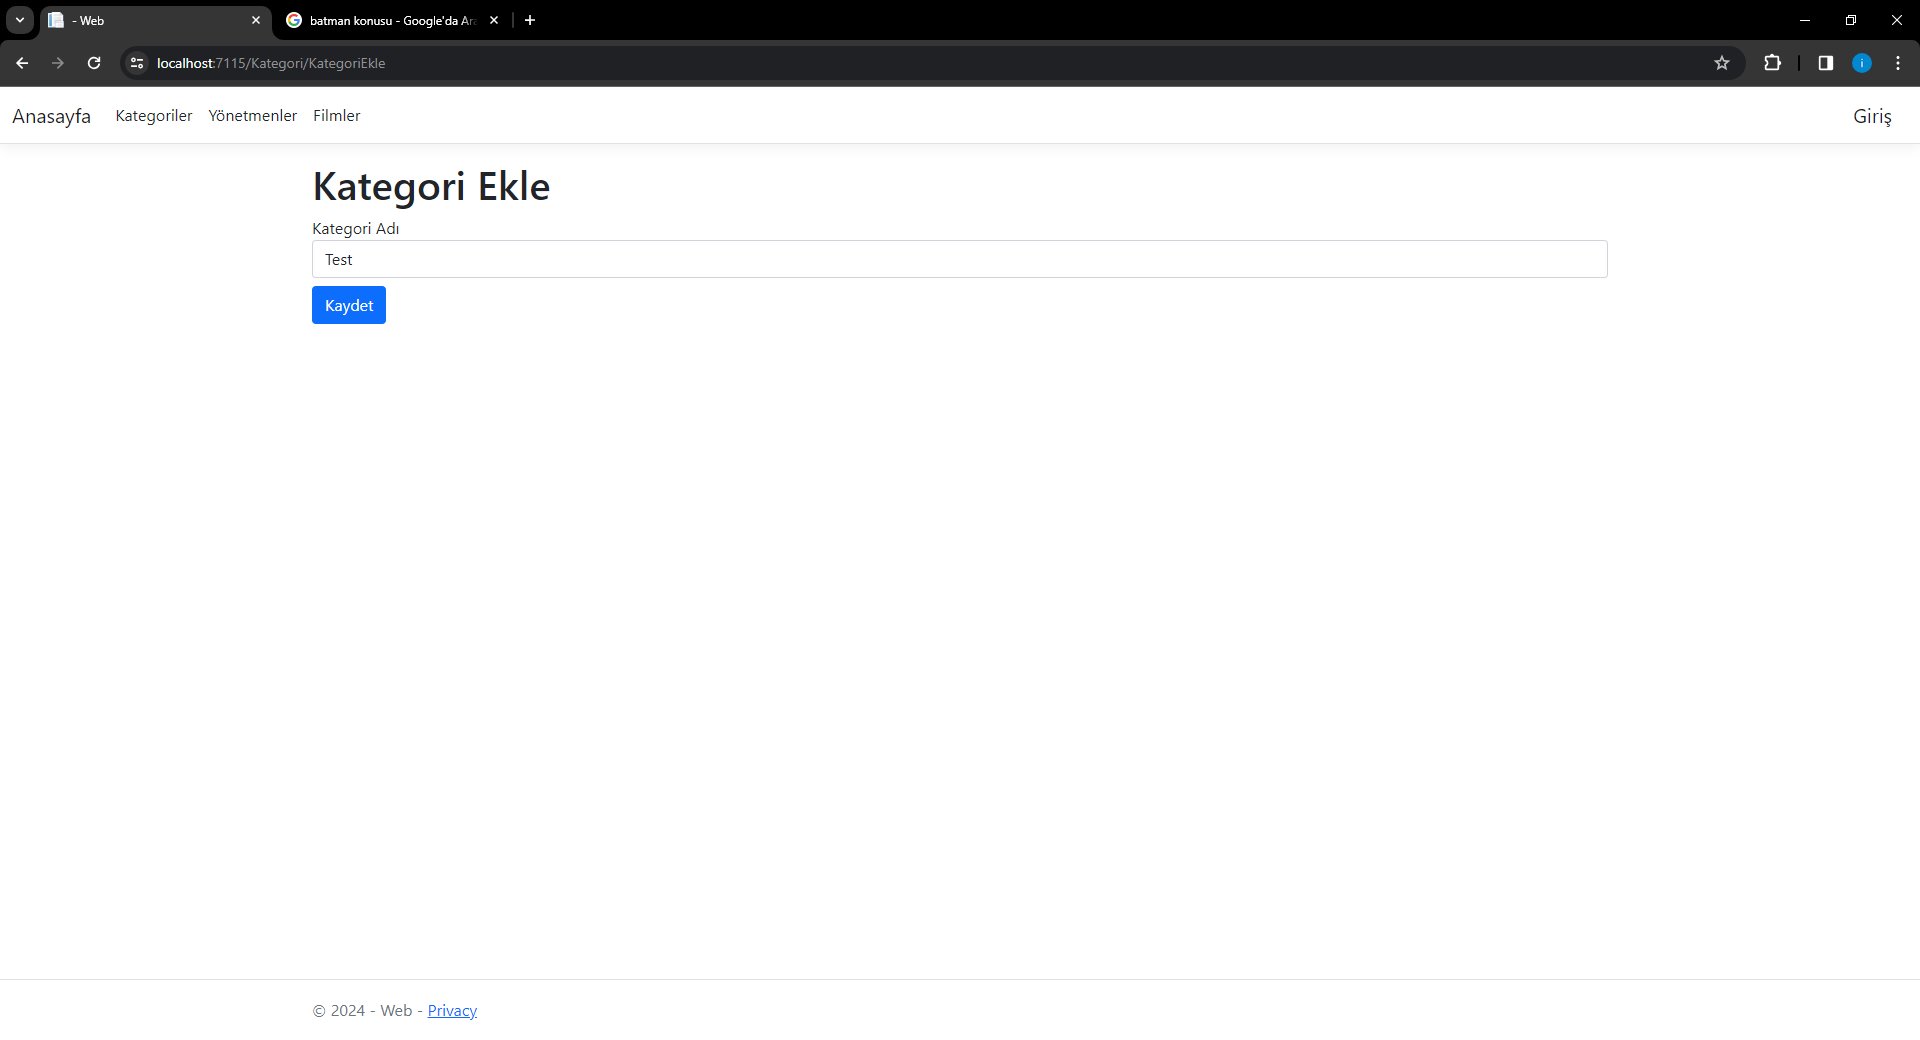 - Web
batman konusu - Google'da Ara
localhost:7115/Kategori/KategoriEkle
i
Anasayfa Kategoriler Yönetmenler Filmler Giriş
Kategori Ekle
Kategori Adı
Test
Kaydet
© 2024 - Web - Privacy